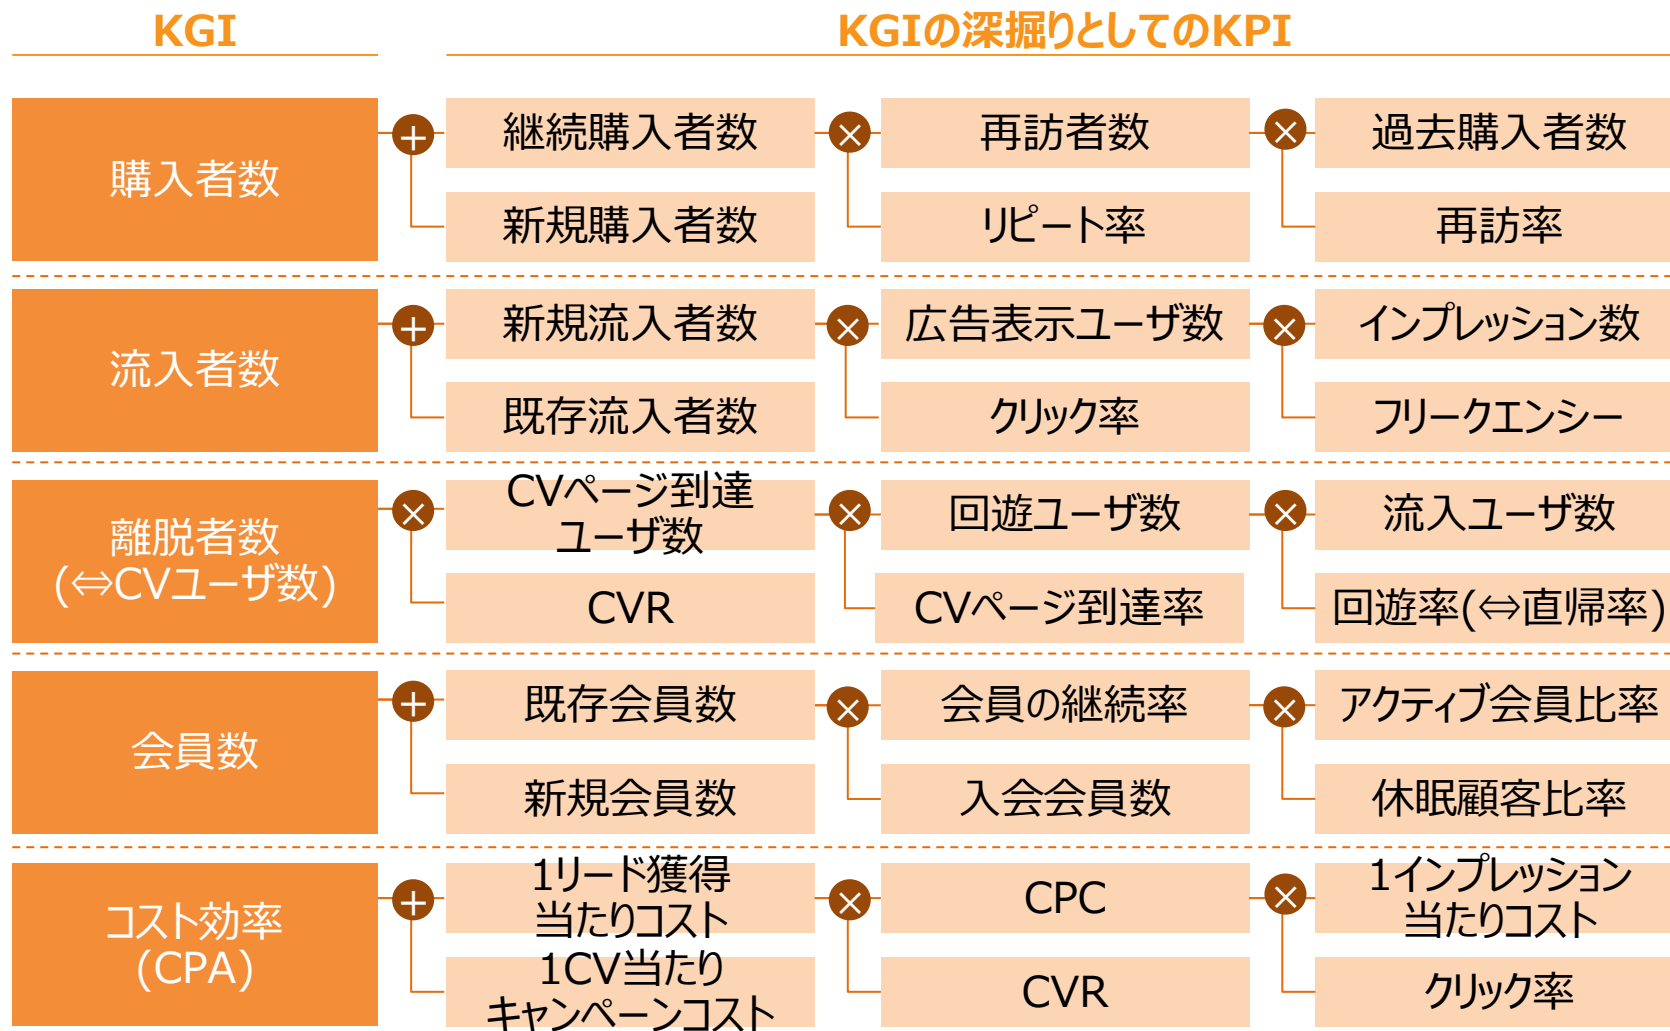 KGI
KGIの深掘りとしてのKPI
購入者数
+
継続購入者数
×
再訪者数
×
過去購入者数
新規購入者数
リピート率
再訪率
流入者数
+
新規流入者数
×
広告表示ユーザ数
×
インプレッション数
既存流入者数
クリック率
フリークエンシー
離脱者数
(⇔CVユーザ数)
×
CVページ到達
ユーザ数
×
回遊ユーザ数
×
流入ユーザ数
CVR
CVページ到達率
回遊率(⇔直帰率)
会員数
+
既存会員数
×
会員の継続率
×
アクティブ会員比率
新規会員数
入会会員数
休眠顧客比率
コスト効率
(CPA)
+
1リード獲得
当たりコスト
×
CPC
×
1インプレッション
当たりコスト
1CV当たり
キャンペーンコスト
CVR
クリック率